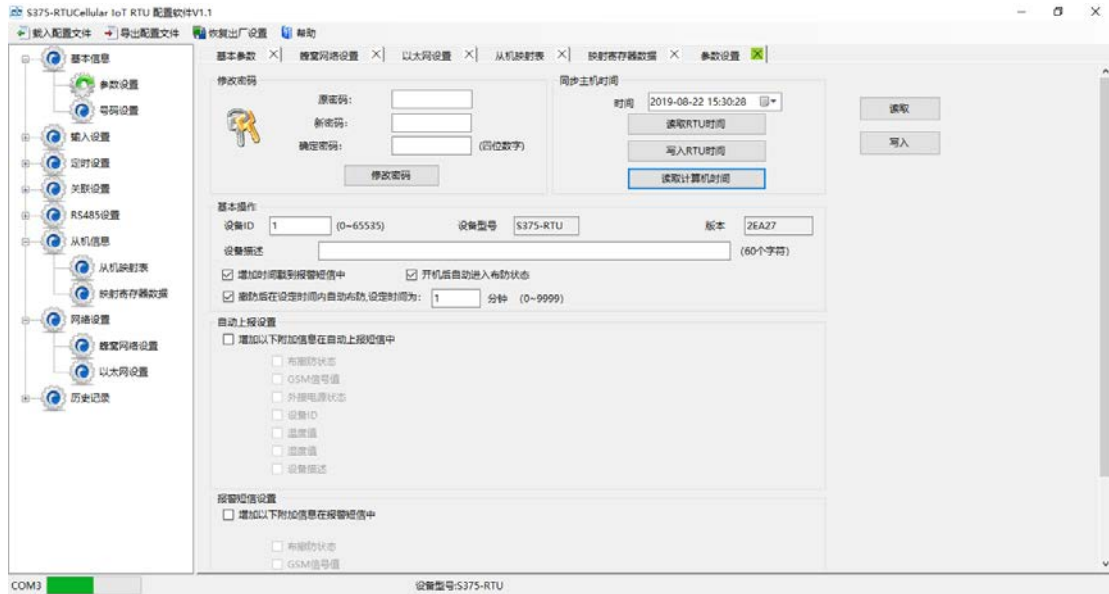 S375-RTUCellular IoT RTU 配置软件V1.1
载入配置文件 导出配置文件 恢复出厂设置 帮助
基本信息
参数设置
号码设置
输入设置
定时设置
关联设置
RS485设置
从机信息
从机映射表
映射寄存器数据
网络设置
蜂窝网络设置
以太网设置
历史记录
基本参数 蜂窝网络设置 以太网设置 从机映射表 映射寄存器数据 参数设置
修改密码
原密码:
新密码:
确定密码: (四位数字)
修改密码
同步主机时间
时间 2019-08-22 15:30:28
读取RTU时间
写入RTU时间
读取计算机时间
读取
写入
基本操作
设备ID 1 (0~65535) 设备型号 S375-RTU 版本 2EA27
设备描述 (60个字符)
增加时间戳到报警短信中 开机后自动进入布防状态
撤防后在设定时间内自动布防,设定时间为: 1 分钟 (0~9999)
自动上报设置
增加以下附加信息在自动上报短信中
布撤防状态
GSM信号值
外接电源状态
设备ID
温度值
湿度值
设备描述
报警短信设置
增加以下附加信息在报警短信中
布撤防状态
GSM信号值
COM3 设备型号:S375-RTU